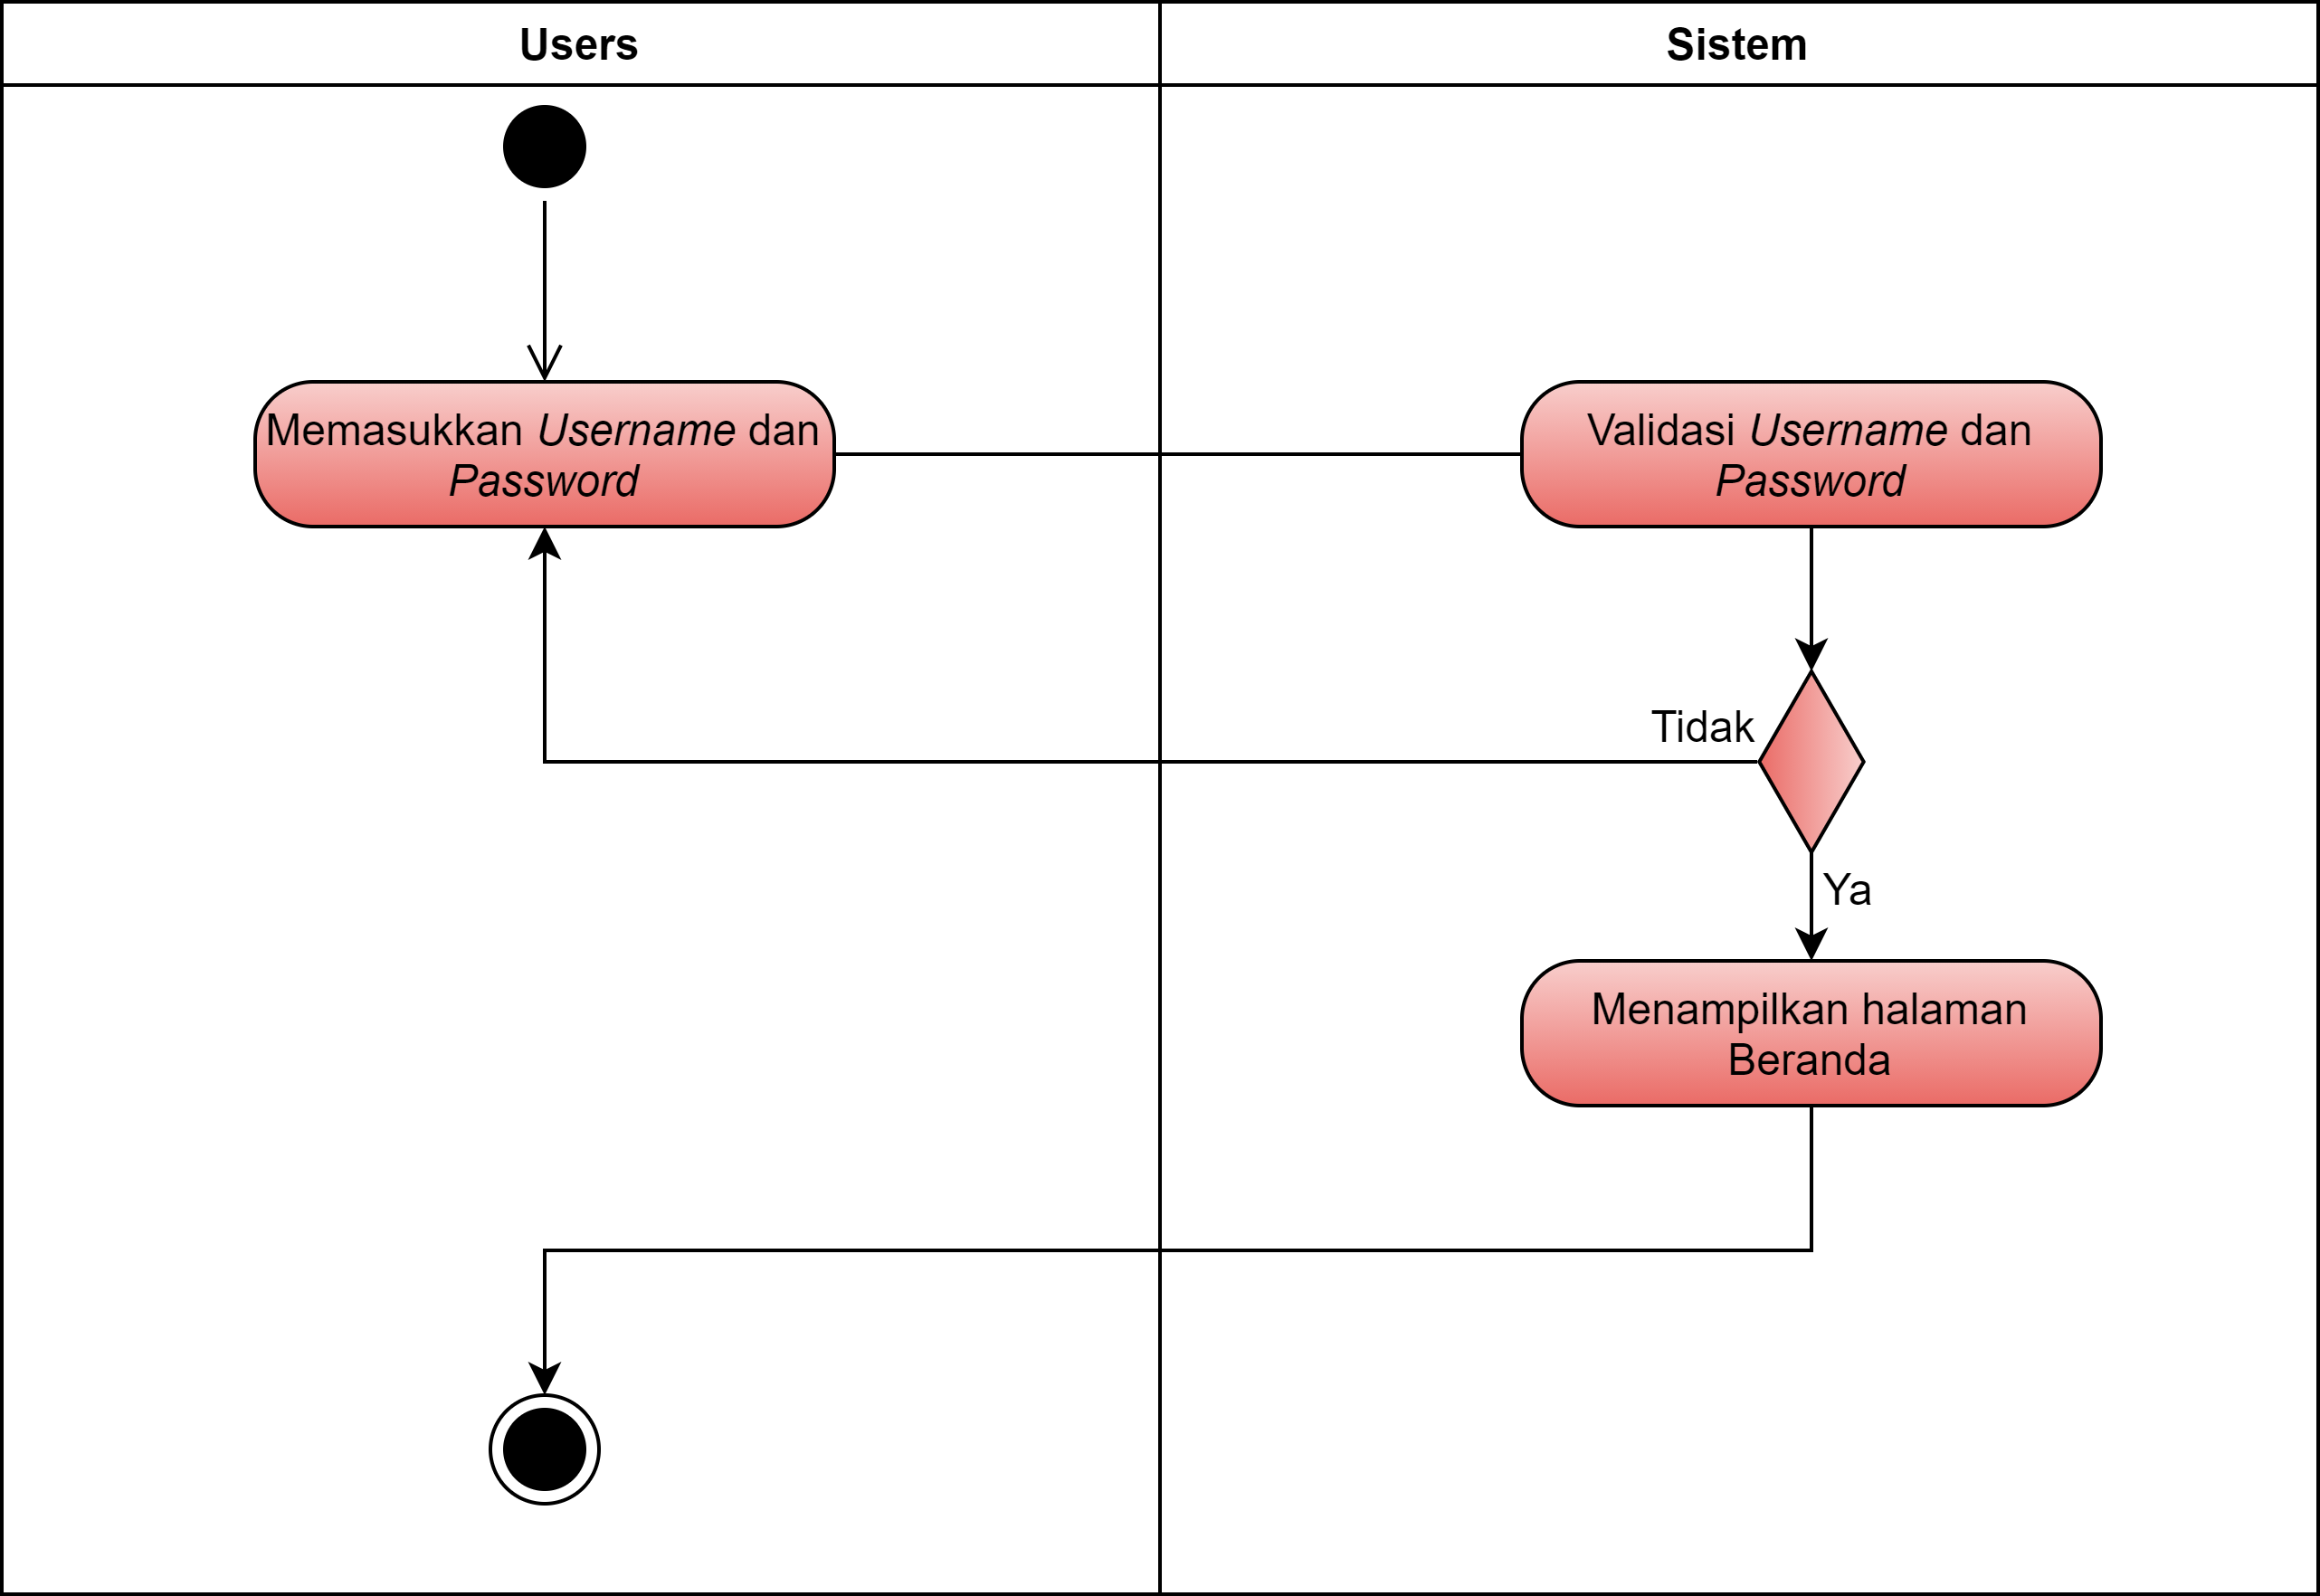 Users
Sistem
Memasukkan Username dan
Password
Validasi Username dan
Password
Tidak
Ya
Menampilkan halaman
Beranda